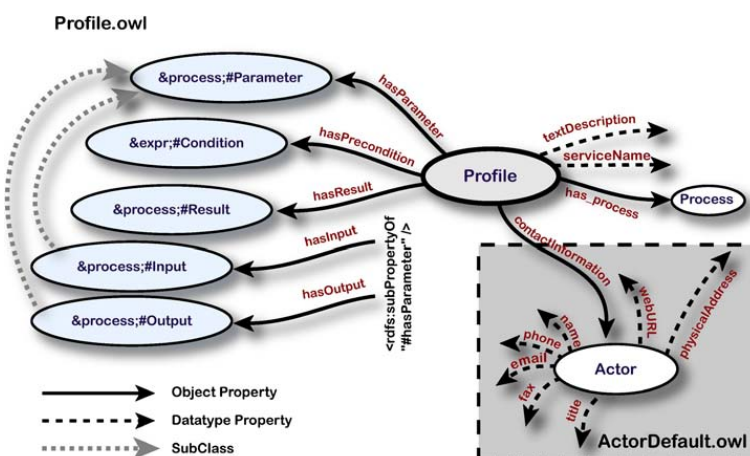 Profile.owl
&process;#Parameter
hasParameter
&expr;#Condition
hasPrecondition
textDescription
serviceName
Profile
has_process
Process
&process;#Result
hasResult
contactInformation
&process;#Input
hasInput
&process;#Output
hasOutput
<rdfs:subPropertyOf
"#hasParameter" />
name
phone
email
fax
title
webURL
physicalAddress
Actor
ActorDefault.owl
Object Property
Datatype Property
SubClass